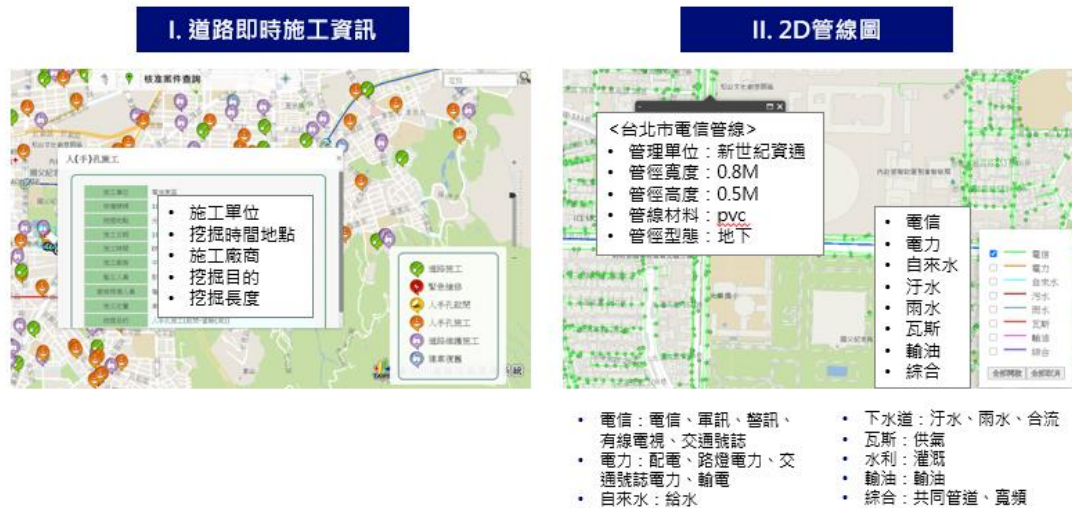 I. 道路即時施工資訊
II. 2D管線圖
核准案件查詢
定位
人(手)孔施工
施工單位
• 施工單位
• 挖掘時間地點
• 施工廠商
• 挖掘目的
• 挖掘長度
道路施工
緊急搶修
人手孔啟閉
人手孔施工
道路維護施工
建案復舊
<台北市電信管線>
• 管理單位：新世紀資通
• 管徑寬度：0.8M
• 管徑高度：0.5M
• 管線材料：pvc
• 管徑型態：地下
• 電信
• 電力
• 自來水
• 汙水
• 雨水
• 瓦斯
• 輸油
• 綜合
電信
電力
自來水
污水
雨水
瓦斯
輸油
綜合
全部開啟 全部取消
• 電信：電信、軍訊、警訊、
有線電視、交通號誌
• 電力：配電、路燈電力、交
通號誌電力、輸電
• 自來水：給水
• 下水道：汙水、雨水、合流
• 瓦斯：供氣
• 水利：灌溉
• 輸油：輸油
• 綜合：共同管道、寬頻